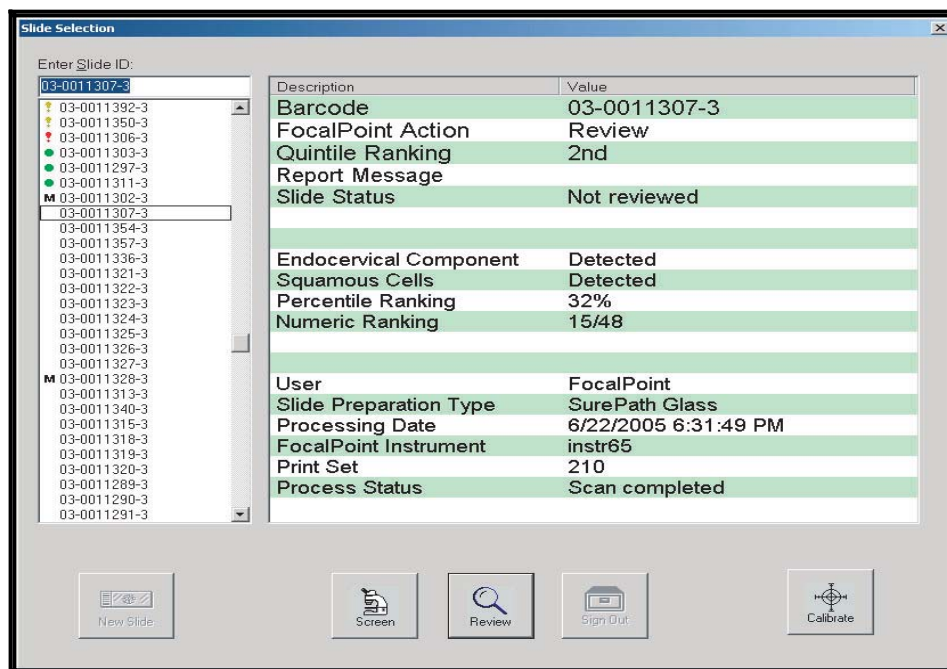 Slide Selection
Enter Slide ID:
03-0011307-3
03-0011392-3
03-0011350-3
03-0011306-3
03-0011303-3
03-0011297-3
03-0011311-3
M 03-0011302-3
03-0011307-3
03-0011354-3
03-0011357-3
03-0011336-3
03-0011321-3
03-0011322-3
03-0011323-3
03-0011324-3
03-0011325-3
03-0011326-3
03-0011327-3
M 03-0011328-3
03-0011313-3
03-0011340-3
03-0011315-3
03-0011318-3
03-0011319-3
03-0011320-3
03-0011289-3
03-0011290-3
03-0011291-3
Description Value
Barcode 03-0011307-3
FocalPoint Action Review
Quintile Ranking 2nd
Report Message
Slide Status Not reviewed
Endocervical Component Detected
Squamous Cells Detected
Percentile Ranking 32%
Numeric Ranking 15/48
User FocalPoint
Slide Preparation Type SurePath Glass
Processing Date 6/22/2005 6:31:49 PM
FocalPoint Instrument instr65
Print Set 210
Process Status Scan completed
New Slide
Screen
Review
Sign Out
Calibrate